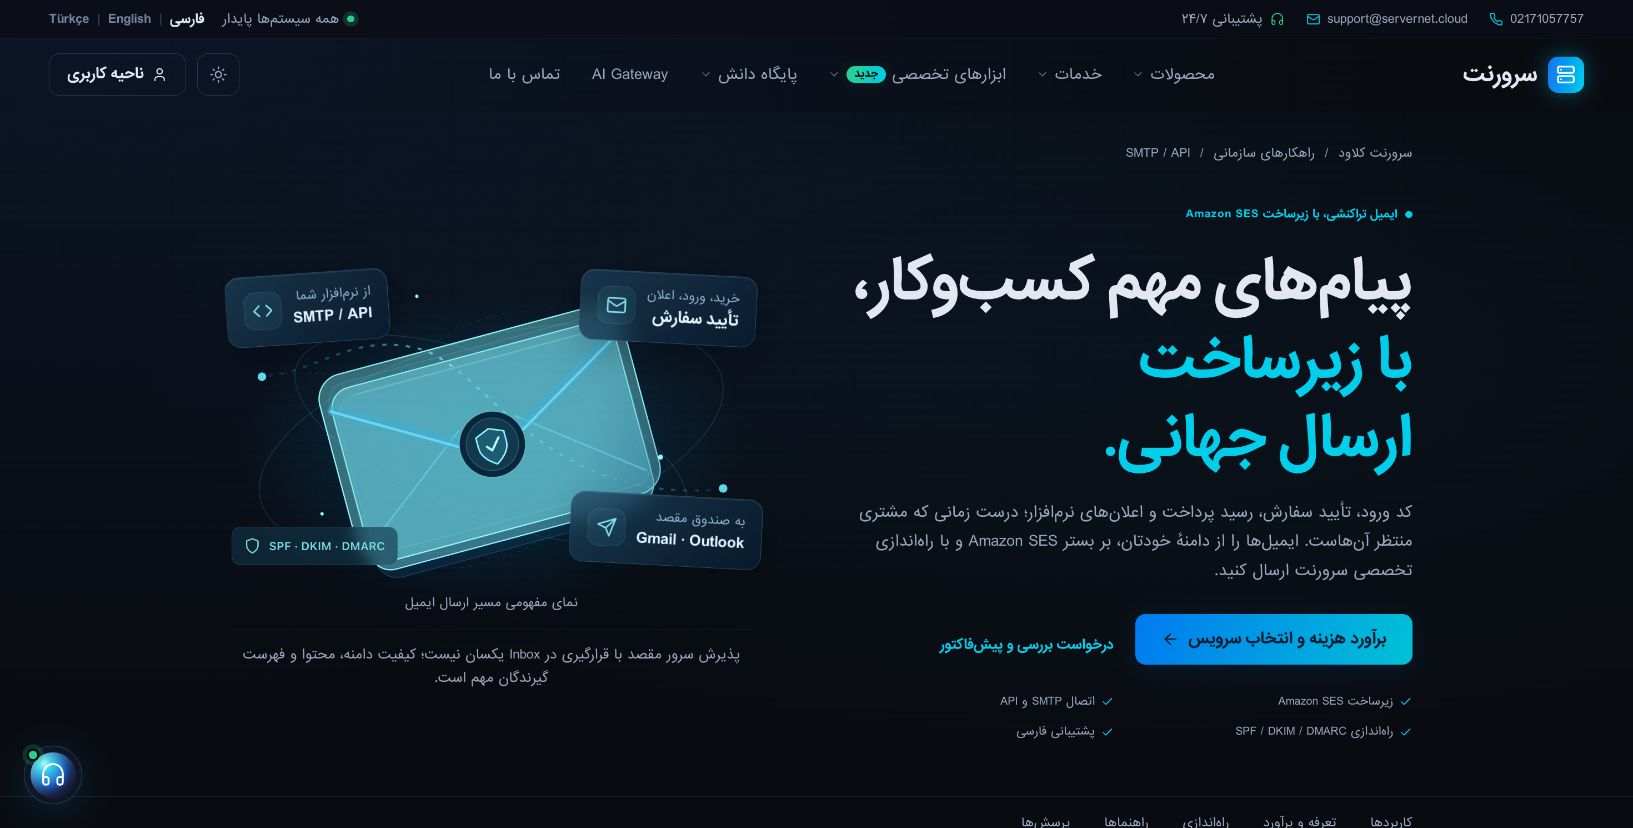 02171057757
support@servernet.cloud
پشتیبانی ۲۴/۷
همه سیستم‌ها پایدار
فارسی | English | Türkçe
سرورنت
محصولات
خدمات
ابزارهای تخصصی جدید
پایگاه دانش
AI Gateway
تماس با ما
ناحیه کاربری
سرورنت کلاود / راهکارهای سازمانی / SMTP / API
ایمیل تراکنشی، با زیرساخت Amazon SES
پیام‌های مهم کسب‌وکار،
با زیرساخت
ارسال جهانی.
کد ورود، تأیید سفارش، رسید پرداخت و اعلان‌های نرم‌افزار؛ درست زمانی که مشتری
منتظر آن‌هاست. ایمیل‌ها را از دامنهٔ خودتان، بر بستر Amazon SES و با راه‌اندازی
تخصصی سرورنت ارسال کنید.
برآورد هزینه و انتخاب سرویس
درخواست بررسی و پیش‌فاکتور
زیرساخت Amazon SES
اتصال SMTP و API
راه‌اندازی SPF / DKIM / DMARC
پشتیبانی فارسی
خرید، ورود، اعلان
تأیید سفارش
از نرم‌افزار شما
SMTP / API
به صندوق مقصد
Gmail · Outlook
SPF · DKIM · DMARC
نمای مفهومی مسیر ارسال ایمیل
پذیرش سرور مقصد با قرارگیری در Inbox یکسان نیست؛ کیفیت دامنه، محتوا و فهرست
گیرندگان مهم است.
کاربردها
تعرفه و برآورد
راه‌اندازی
راهنماها
پرسش‌ها